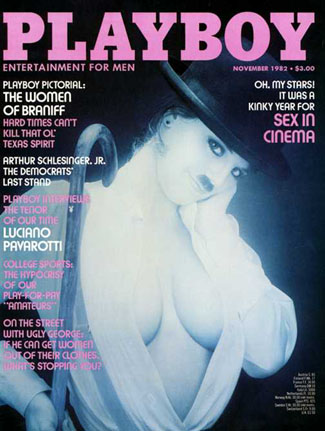 PLAYBOY
ENTERTAINMENT FOR MEN
NOVEMBER 1982 • $3.00
PLAYBOY PICTORIAL:
THE WOMEN
OF BRANIFF
HARD TIMES CAN'T
KILL THAT OL'
TEXAS SPIRIT
ARTHUR SCHLESINGER, JR.
THE DEMOCRATS'
LAST STAND
PLAYBOY INTERVIEW:
THE TENOR
OF OUR TIME
LUCIANO
PAVAROTTI
COLLEGE SPORTS:
THE HYPOCRISY
OF OUR
PLAY-FOR-PAY
"AMATEURS"
ON THE STREET
WITH UGLY GEORGE:
IF HE CAN GET WOMEN
OUT OF THEIR CLOTHES,
WHAT'S STOPPING YOU?
OH, MY STARS!
IT WAS A
KINKY YEAR FOR
SEX IN
CINEMA